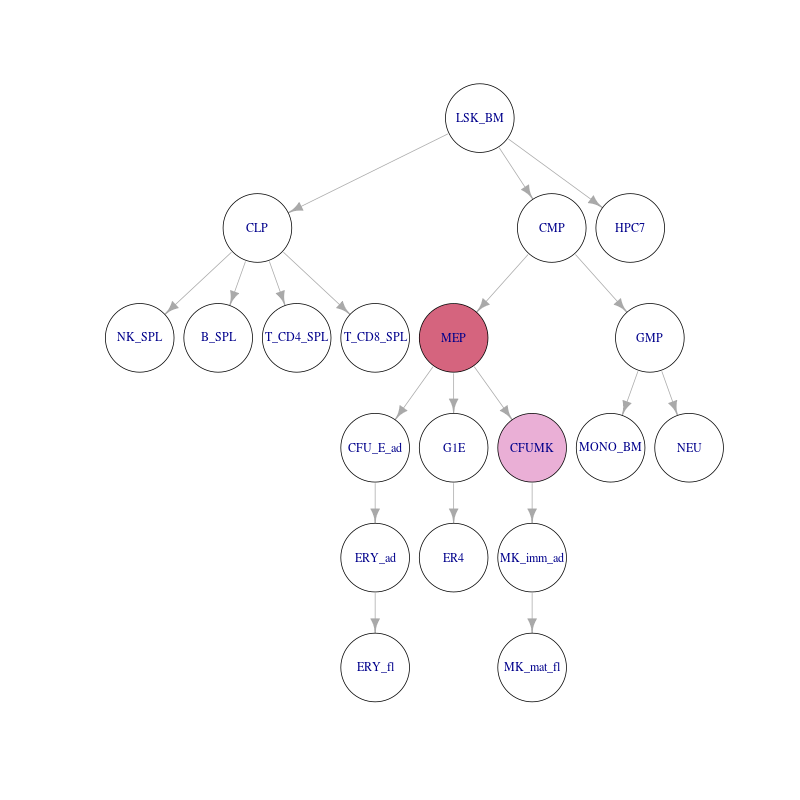 LSK_BM
CLP
CMP
HPC7
NK_SPL
B_SPL
T_CD4_SPL
T_CD8_SPL
MEP
GMP
CFU_E_ad
G1E
CFUMK
MONO_BM
NEU
ERY_ad
ER4
MK_imm_ad
ERY_fl
MK_mat_fl